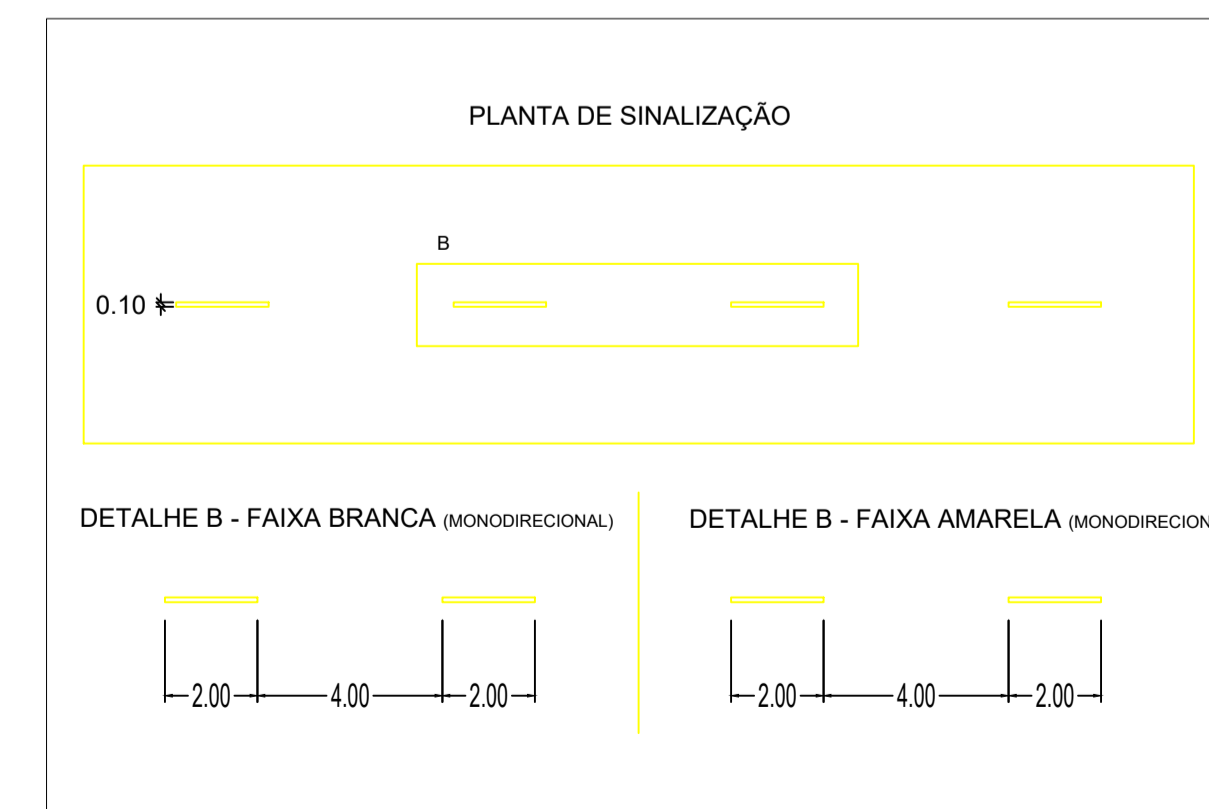 PLANTA DE SINALIZAÇÃO
B
0.10
DETALHE B - FAIXA BRANCA (MONODIRECIONAL)
DETALHE B - FAIXA AMARELA (MONODIRECION
2.00 4.00 2.00
2.00 4.00 2.00